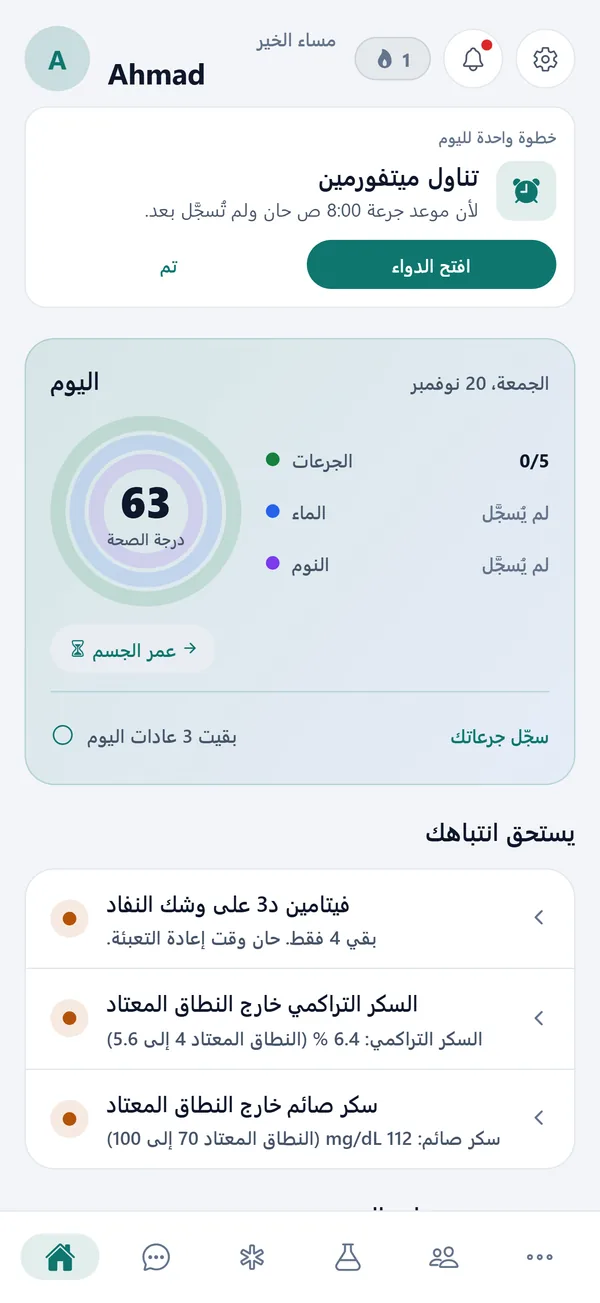 مساء الخير
Ahmad
A
1
خطوة واحدة لليوم
تناول ميتفورمين
لأن موعد جرعة 8:00 ص حان ولم تُسجَّل بعد.
افتح الدواء
تم
اليوم
الجمعة، 20 نوفمبر
63
درجة الصحة
الجرعات
0/5
الماء
لم يُسجَّل
النوم
لم يُسجَّل
عمر الجسم
بقيت 3 عادات اليوم
سجّل جرعاتك
يستحق انتباهك
فيتامين د3 على وشك النفاد
بقي 4 فقط. حان وقت إعادة التعبئة.
السكر التراكمي خارج النطاق المعتاد
السكر التراكمي: 6.4 % (النطاق المعتاد 4 إلى 5.6)
سكر صائم خارج النطاق المعتاد
سكر صائم: 112 mg/dL (النطاق المعتاد 70 إلى 100)